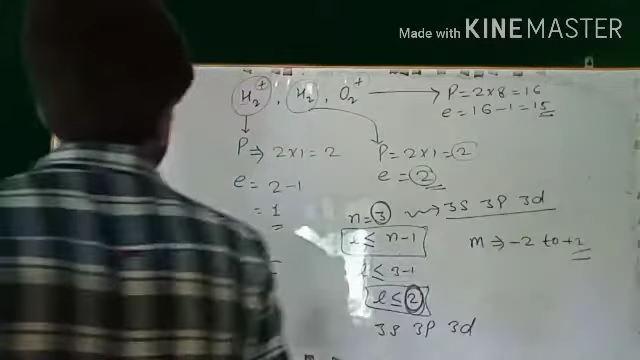 Made with KINEMASTER
H₂⁺, H₂, O₂⁺ → P = 2×8 = 16
e = 16-1 = 15
P ⇒ 2×1 = 2
e = 2-1
= 1
P = 2×1 = 2
e = 2
n = 3 → 3s 3p 3d
l ≤ n-1
m ⇒ -2 to +2
l ≤ 3-1
l ≤ 2
3s 3p 3d